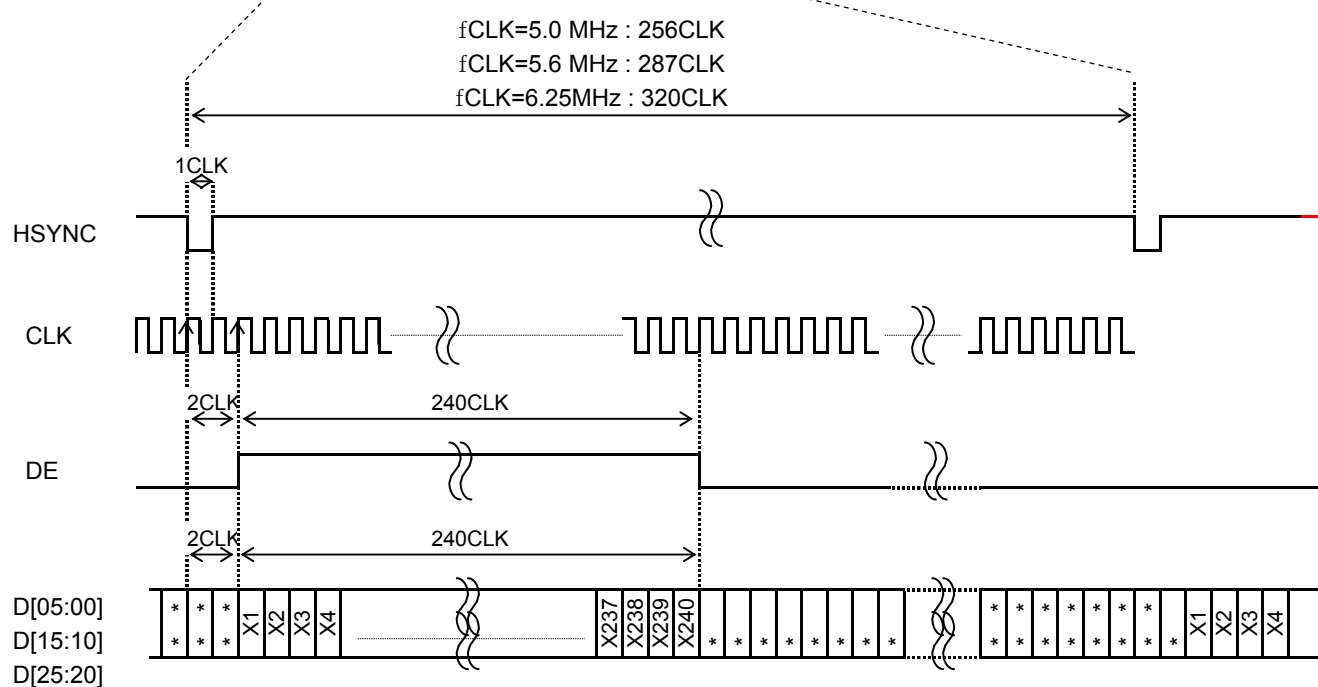 fCLK=5.0 MHz : 256CLK
fCLK=5.6 MHz : 287CLK
fCLK=6.25MHz : 320CLK
1CLK
HSYNC
CLK
2CLK
240CLK
DE
2CLK
240CLK
D[05:00]
D[15:10]
D[25:20]
* * * X1 X2 X3 X4 X237 X238 X239 X240 * * * * * * * * X1 X2 X3 X4
* * * * * * * * * * * * * * * * * * *